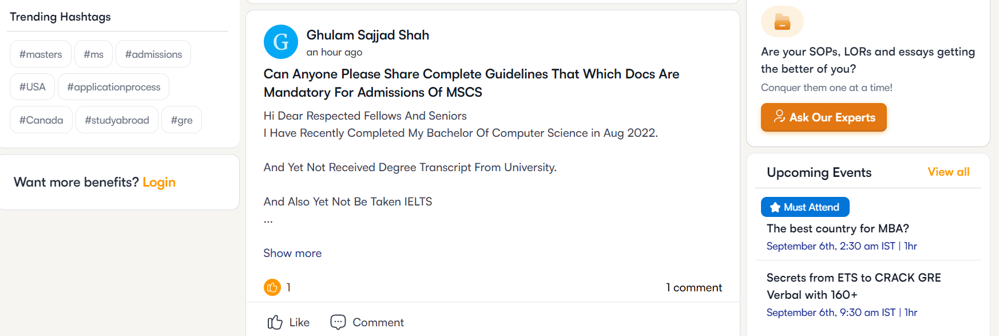 Trending Hashtags
#masters #ms #admissions
#USA #applicationprocess
#Canada #studyabroad #gre
Want more benefits? Login
G
Ghulam Sajjad Shah
an hour ago
Can Anyone Please Share Complete Guidelines That Which Docs Are
Mandatory For Admissions Of MSCS
Hi Dear Respected Fellows And Seniors
I Have Recently Completed My Bachelor Of Computer Science in Aug 2022.
And Yet Not Received Degree Transcript From University.
And Also Yet Not Be Taken IELTS
...
Show more
1
1 comment
Like Comment
Are your SOPs, LORs and essays getting
the better of you?
Conquer them one at a time!
Ask Our Experts
Upcoming Events View all
Must Attend
The best country for MBA?
September 6th, 2:30 am IST | 1hr
Secrets from ETS to CRACK GRE
Verbal with 160+
September 6th, 9:30 am IST | 1hr